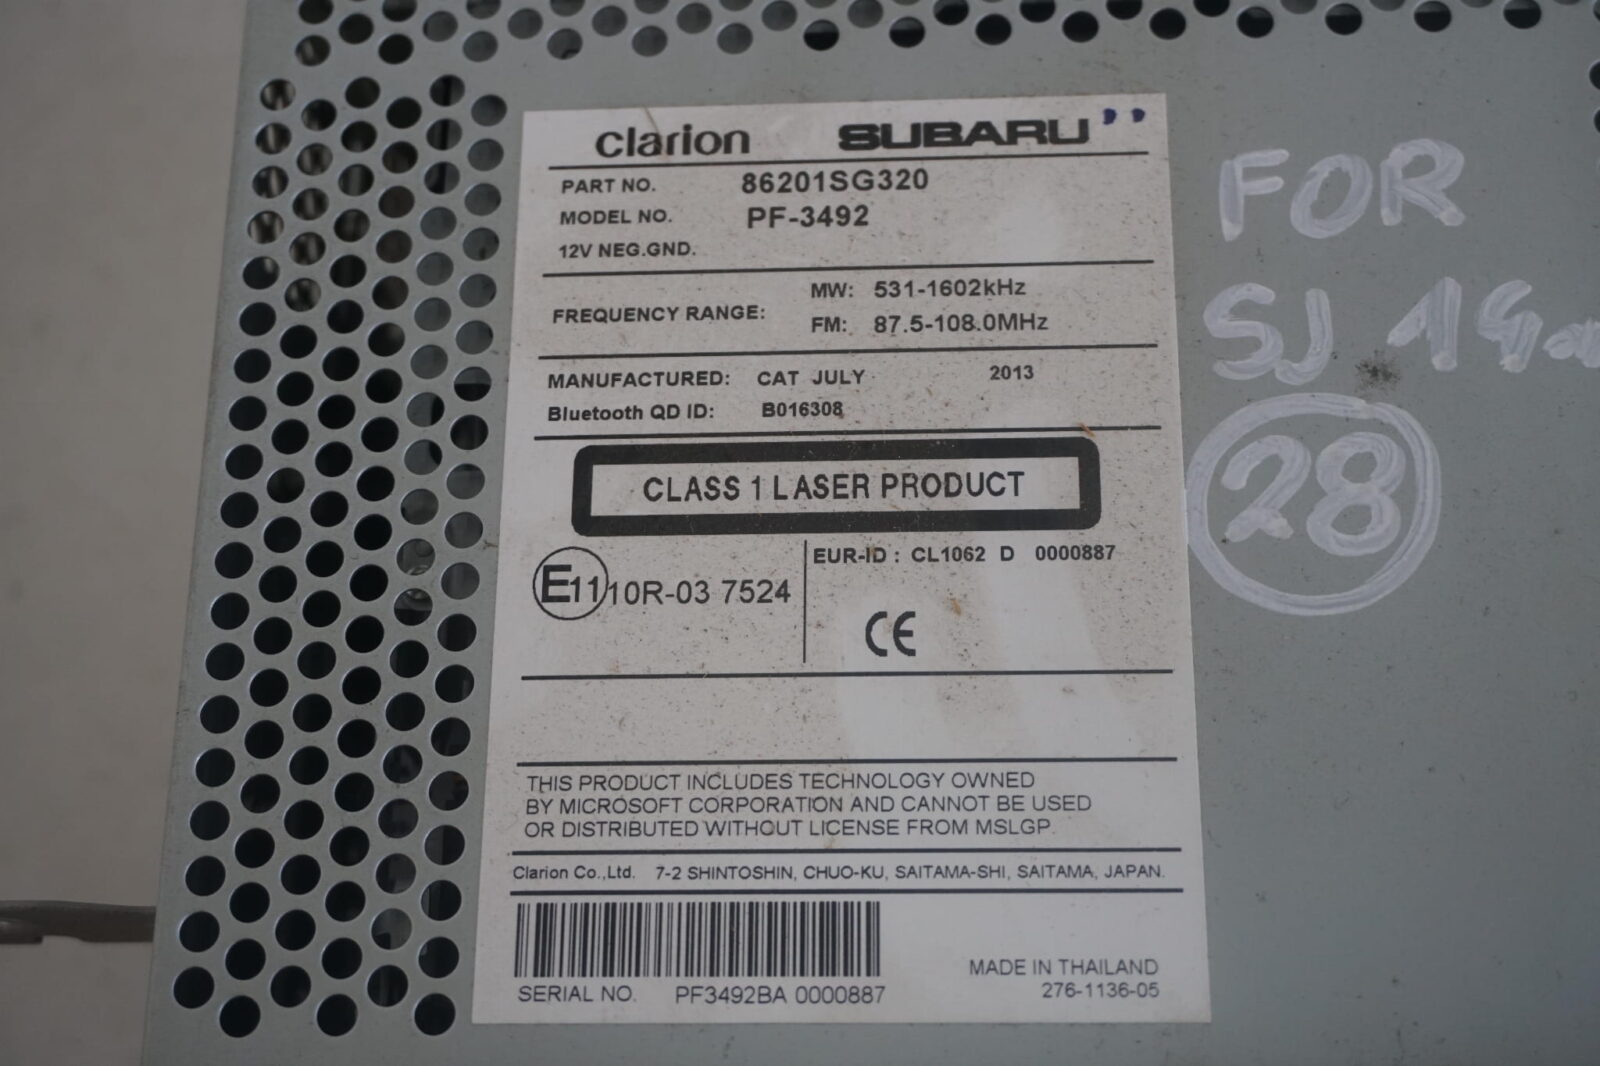 clarion SUBARU
PART NO. 86201SG320
MODEL NO. PF-3492
12V NEG.GND.
FREQUENCY RANGE: MW: 531-1602kHz
FM: 87.5-108.0MHz
MANUFACTURED: CAT JULY 2013
Bluetooth QD ID: B016308
CLASS 1 LASER PRODUCT
E11 10R-03 7524
EUR-ID : CL1062 D 0000887
CE
THIS PRODUCT INCLUDES TECHNOLOGY OWNED
BY MICROSOFT CORPORATION AND CANNOT BE USED
OR DISTRIBUTED WITHOUT LICENSE FROM MSLGP.
Clarion Co.,Ltd. 7-2 SHINTOSHIN, CHUO-KU, SAITAMA-SHI, SAITAMA, JAPAN.
SERIAL NO. PF3492BA 0000887
MADE IN THAILAND
276-1136-05
FOR
SJ
28